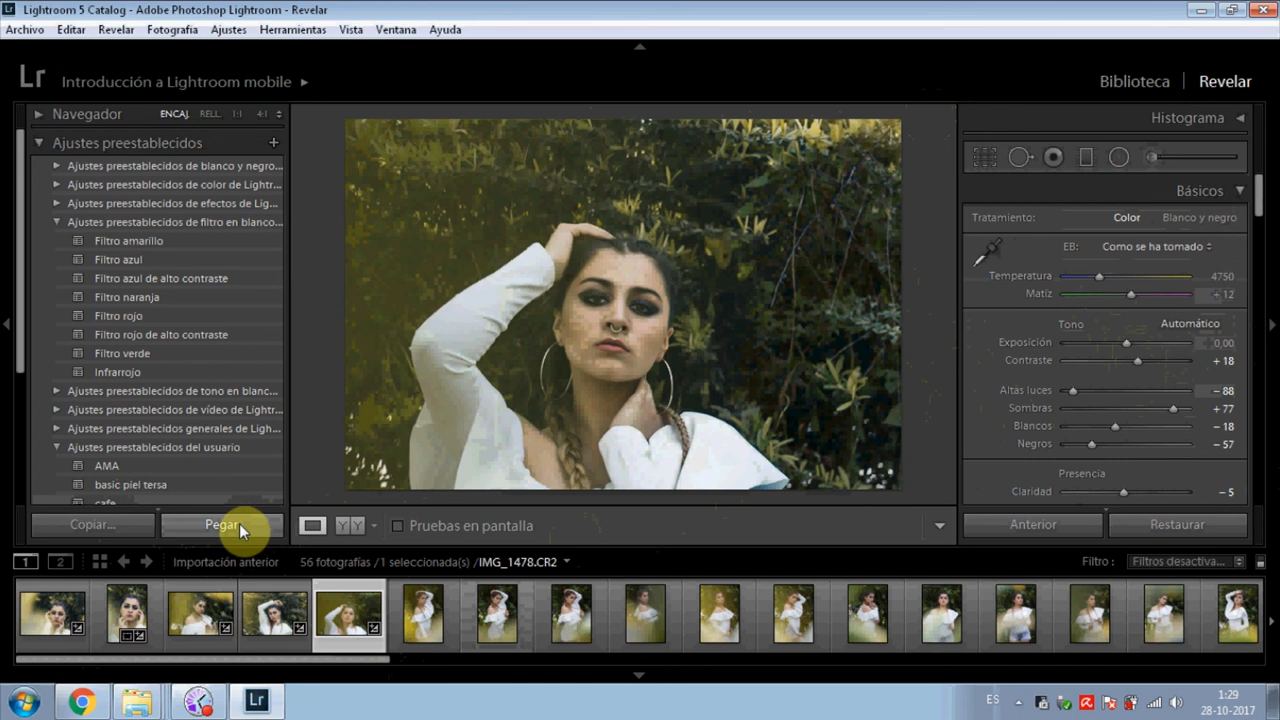 Lightroom 5 Catalog - Adobe Photoshop Lightroom - Revelar
Archivo Editar Revelar Fotografía Ajustes Herramientas Vista Ventana Ayuda
Lr Introducción a Lightroom mobile
Biblioteca Revelar
Navegador ENCAJ. RELL. 1:1 4:1
Ajustes preestablecidos +
Ajustes preestablecidos de blanco y negro...
Ajustes preestablecidos de color de Lightr...
Ajustes preestablecidos de efectos de Lig...
Ajustes preestablecidos de filtro en blanco...
Filtro amarillo
Filtro azul
Filtro azul de alto contraste
Filtro naranja
Filtro rojo
Filtro rojo de alto contraste
Filtro verde
Infrarrojo
Ajustes preestablecidos de tono en blanc...
Ajustes preestablecidos de vídeo de Lightr...
Ajustes preestablecidos generales de Ligh...
Ajustes preestablecidos del usuario
AMA
basic piel tersa
cafe
Copiar... Pegar
Histograma
Básicos
Tratamiento: Color Blanco y negro
EB: Como se ha tomado
Temperatura 4750
Matiz + 12
Tono Automático
Exposición 0,00
Contraste + 18
Altas luces − 88
Sombras + 77
Blancos − 18
Negros − 57
Presencia
Claridad − 5
Anterior Restaurar
YY Pruebas en pantalla
1 2 Importación anterior 56 fotografías /1 seleccionada(s) /IMG_1478.CR2 Filtro : Filtros desactiva...
Lr
ES
1:29
28-10-2017